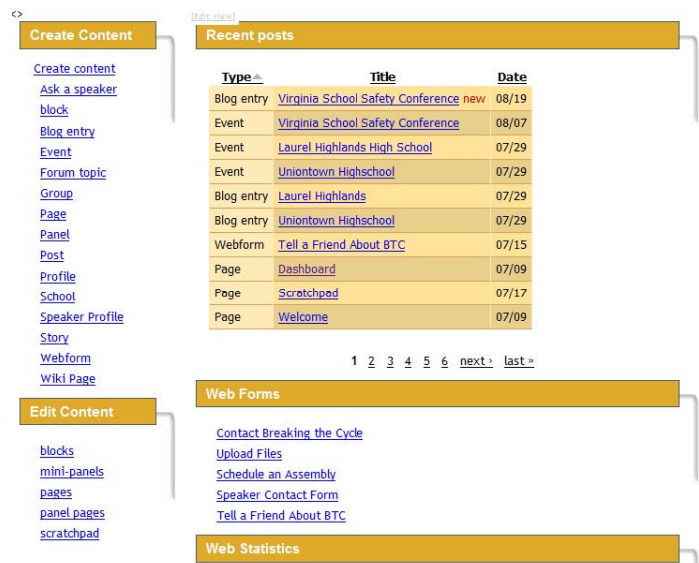 <>
[Edit view]
Create Content
Create content
Ask a speaker
block
Blog entry
Event
Forum topic
Group
Page
Panel
Post
Profile
School
Speaker Profile
Story
Webform
Wiki Page
Edit Content
blocks
mini-panels
pages
panel pages
scratchpad
Recent posts
Type Title Date
Blog entry Virginia School Safety Conference new 08/19
Event Virginia School Safety Conference 08/07
Event Laurel Highlands High School 07/29
Event Uniontown Highschool 07/29
Blog entry Laurel Highlands 07/29
Blog entry Uniontown Highschool 07/29
Webform Tell a Friend About BTC 07/15
Page Dashboard 07/09
Page Scratchpad 07/17
Page Welcome 07/09
1 2 3 4 5 6 next › last »
Web Forms
Contact Breaking the Cycle
Upload Files
Schedule an Assembly
Speaker Contact Form
Tell a Friend About BTC
Web Statistics